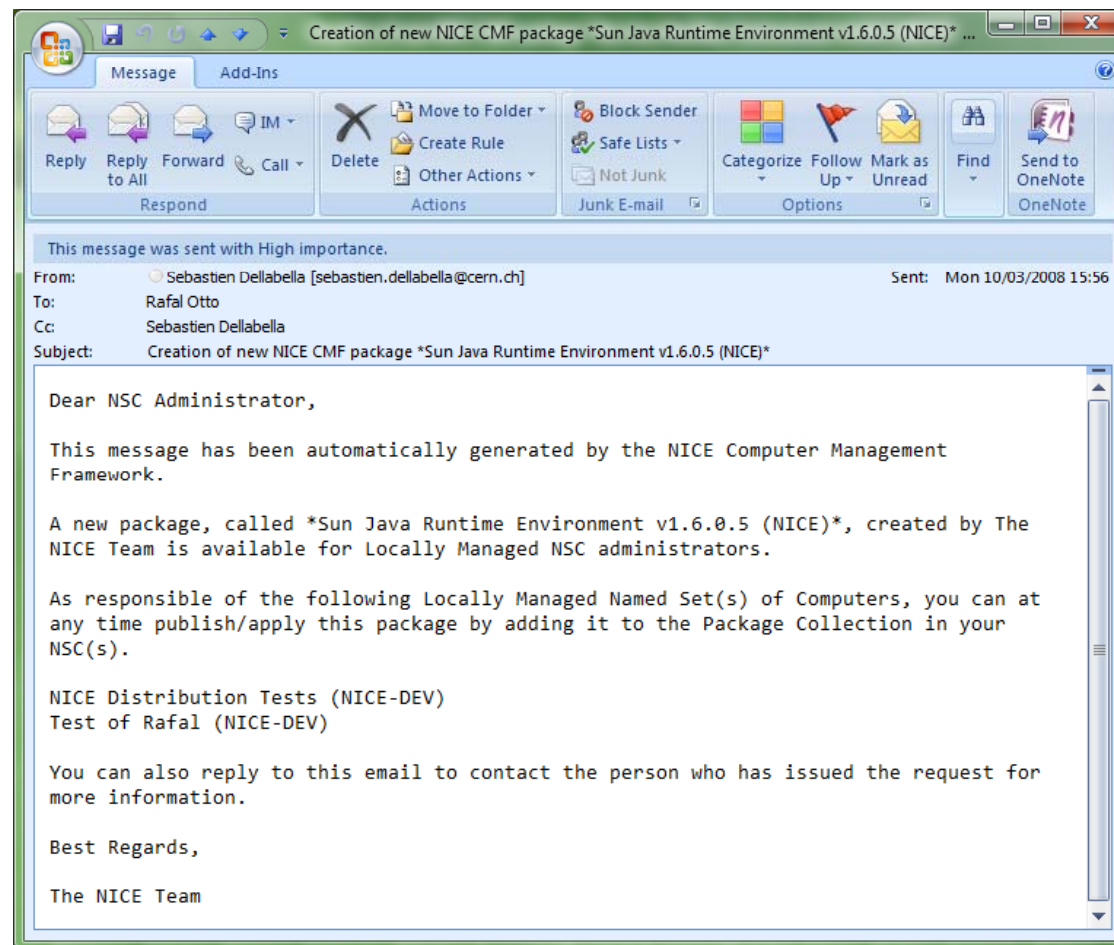 Creation of new NICE CMF package *Sun Java Runtime Environment v1.6.0.5 (NICE)* ...
Message Add-Ins
Reply
Reply to All
Forward
IM
Call
Respond
Delete
Move to Folder
Create Rule
Other Actions
Actions
Block Sender
Safe Lists
Not Junk
Junk E-mail
Categorize
Follow Up
Mark as Unread
Options
Find
Send to OneNote
OneNote
This message was sent with High importance.
From: Sebastien Dellabella [sebastien.dellabella@cern.ch] Sent: Mon 10/03/2008 15:56
To: Rafal Otto
Cc: Sebastien Dellabella
Subject: Creation of new NICE CMF package *Sun Java Runtime Environment v1.6.0.5 (NICE)*
Dear NSC Administrator,
This message has been automatically generated by the NICE Computer Management
Framework.
A new package, called *Sun Java Runtime Environment v1.6.0.5 (NICE)*, created by The
NICE Team is available for Locally Managed NSC administrators.
As responsible of the following Locally Managed Named Set(s) of Computers, you can at
any time publish/apply this package by adding it to the Package Collection in your
NSC(s).
NICE Distribution Tests (NICE-DEV)
Test of Rafal (NICE-DEV)
You can also reply to this email to contact the person who has issued the request for
more information.
Best Regards,
The NICE Team